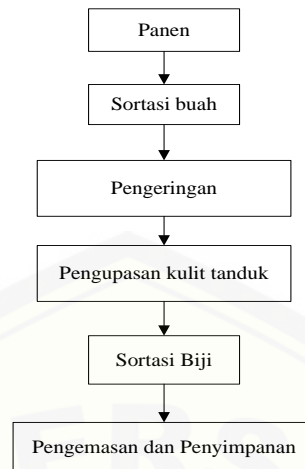 Panen
Sortasi buah
Pengeringan
Pengupasan kulit tanduk
Sortasi Biji
Pengemasan dan Penyimpanan